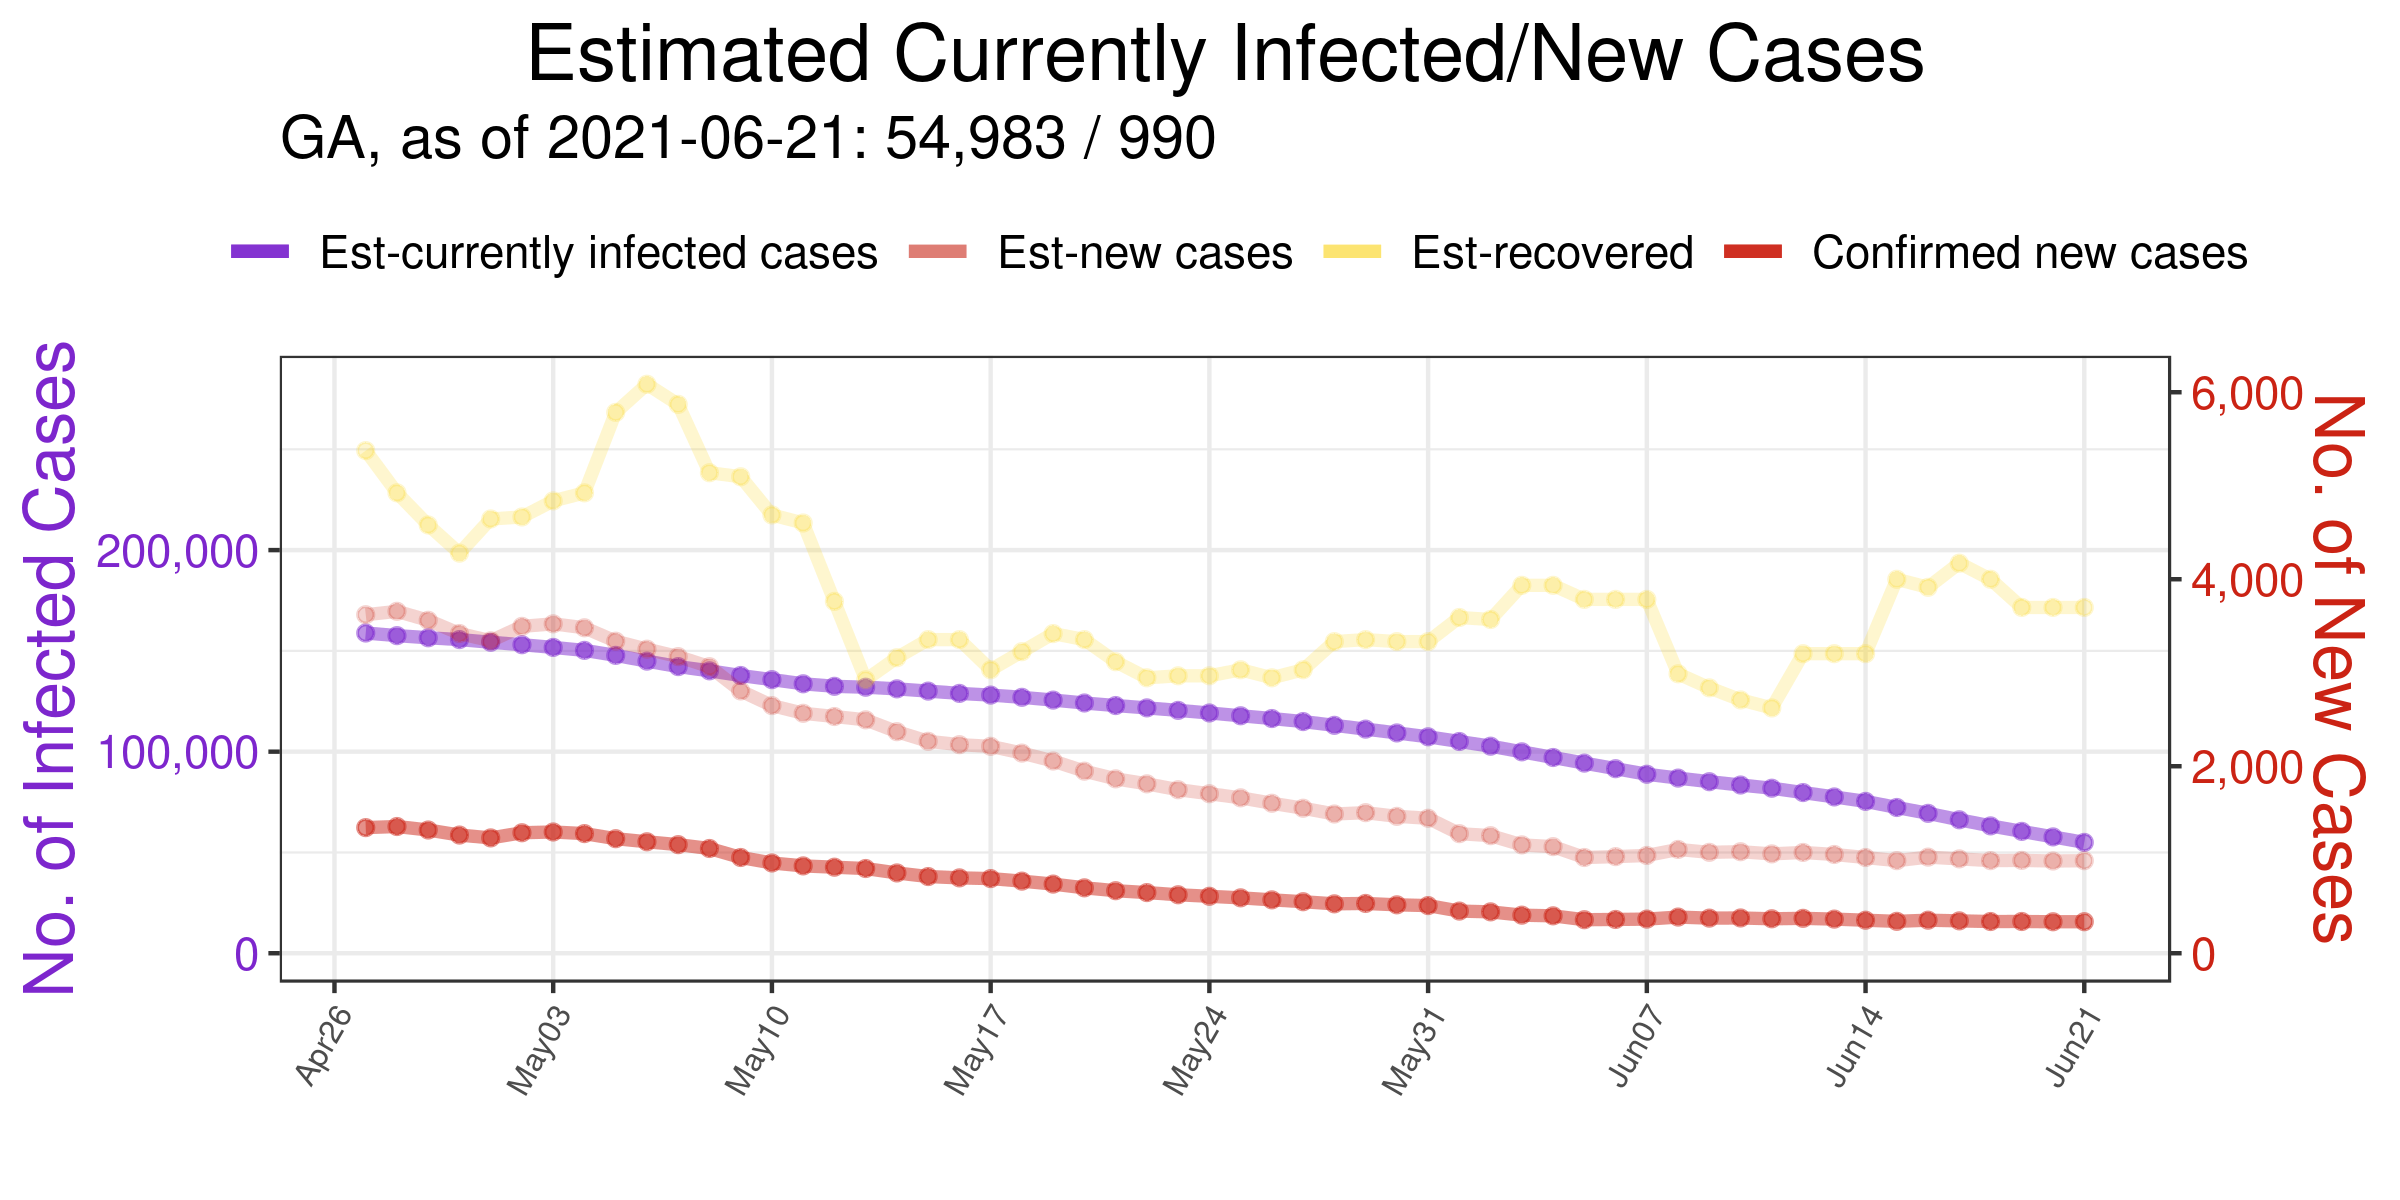 Estimated Currently Infected/New Cases
GA, as of 2021-06-21: 54,983 / 990
Est-currently infected cases Est-new cases Est-recovered Confirmed new cases
No. of Infected Cases
200,000
100,000
0
6,000
4,000
2,000
0
No. of New Cases
Apr26 May03 May10 May17 May24 May31 Jun07 Jun14 Jun21